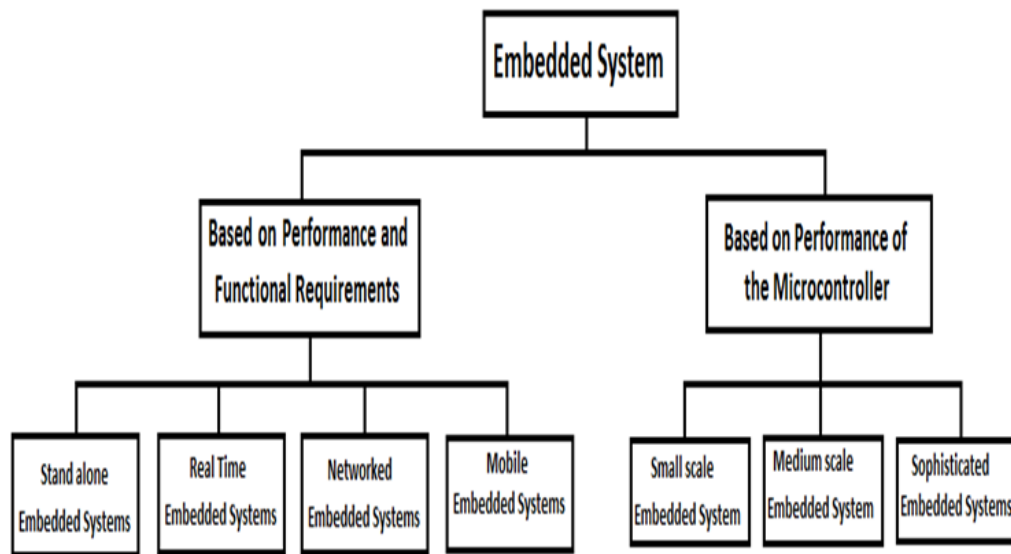 Embedded System
Based on Performance and
Functional Requirements
Based on Performance of
the Microcontroller
Stand alone
Embedded Systems
Real Time
Embedded Systems
Networked
Embedded Systems
Mobile
Embedded Systems
Small scale
Embedded System
Medium scale
Embedded System
Sophisticated
Embedded Systems